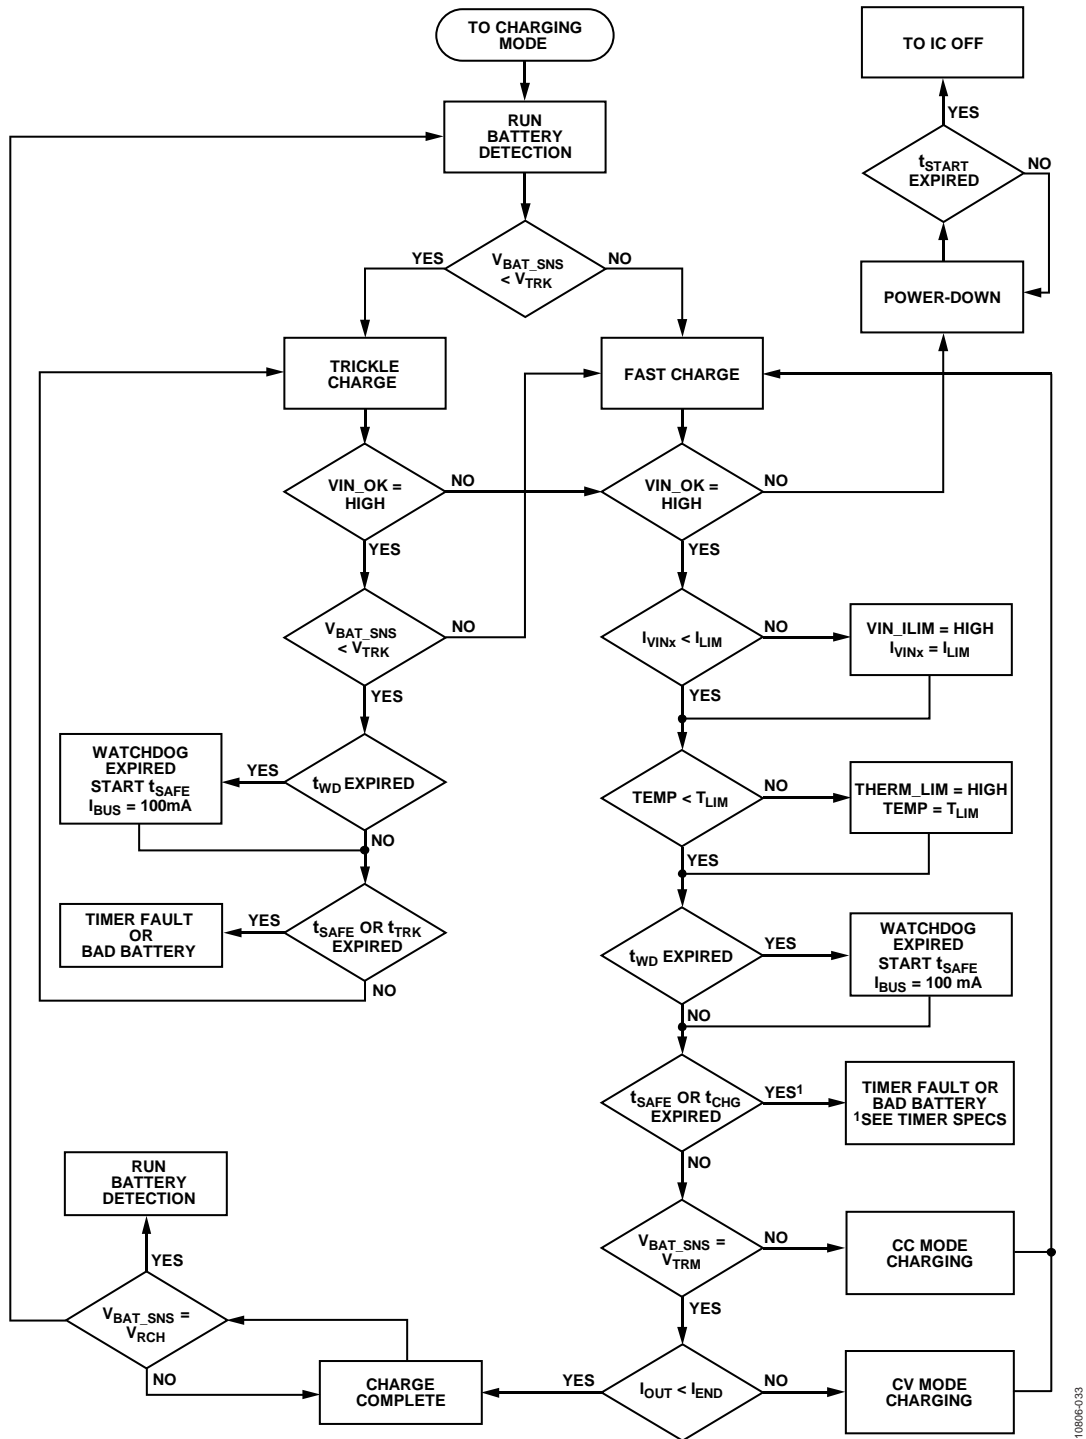 TO CHARGING
MODE
TO IC OFF
YES
RUN
BATTERY
DETECTION
tSTART
EXPIRED
NO
YES
VBAT_SNS
< VTRK
NO
POWER-DOWN
TRICKLE
CHARGE
FAST CHARGE
VIN_OK =
HIGH
NO
VIN_OK =
HIGH
NO
YES
YES
VBAT_SNS
< VTRK
NO
IVINx < ILIM
NO
VIN_ILIM = HIGH
IVINx = ILIM
YES
YES
WATCHDOG
EXPIRED
START tSAFE
IBUS = 100mA
YES
tWD EXPIRED
NO
TEMP < TLIM
NO
THERM_LIM = HIGH
TEMP = TLIM
YES
TIMER FAULT
OR
BAD BATTERY
YES
tSAFE OR tTRK
EXPIRED
NO
tWD EXPIRED
YES
WATCHDOG
EXPIRED
START tSAFE
IBUS = 100 mA
NO
tSAFE OR tCHG
EXPIRED
YES1
TIMER FAULT OR
BAD BATTERY
1SEE TIMER SPECS
NO
RUN
BATTERY
DETECTION
YES
VBAT_SNS =
VTRM
NO
CC MODE
CHARGING
YES
VBAT_SNS =
VRCH
NO
CHARGE
COMPLETE
YES
IOUT < IEND
NO
CV MODE
CHARGING
10806-033